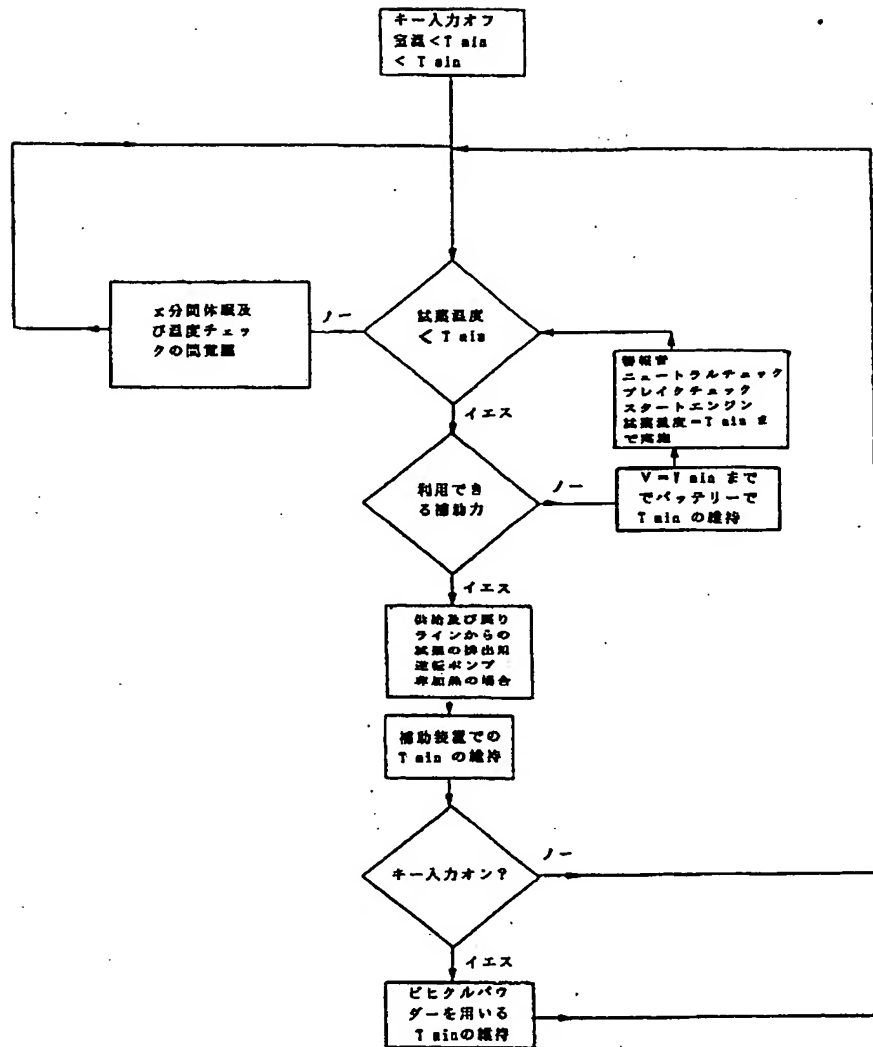 キー入力オフ
室温<T min
< T min
試薬温度
< T min
ノー
x分間休眠及
び温度チェッ
クの間覚醒
イエス
警報音
ニュートラルチェック
ブレイクチェック
スタートエンジン
試薬温度=T min ま
で実施
利用でき
る補助力
ノー
V=V min まで
でバッテリーで
T min の維持
イエス
供給及び戻り
ラインからの
試薬の排出用
逆転ポンプ
非加熱の場合
補助装置での
T min の維持
キー入力オン?
ノー
イエス
ビヒクルパウ
ダーを用いる
T minの維持